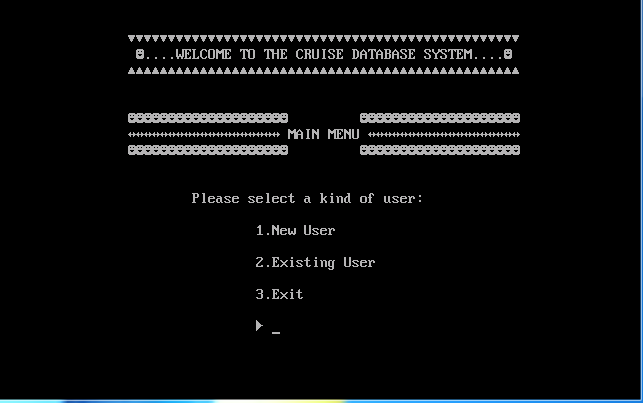 ....WELCOME TO THE CRUISE DATABASE SYSTEM....
MAIN MENU
Please select a kind of user:
1.New User
2.Existing User
3.Exit